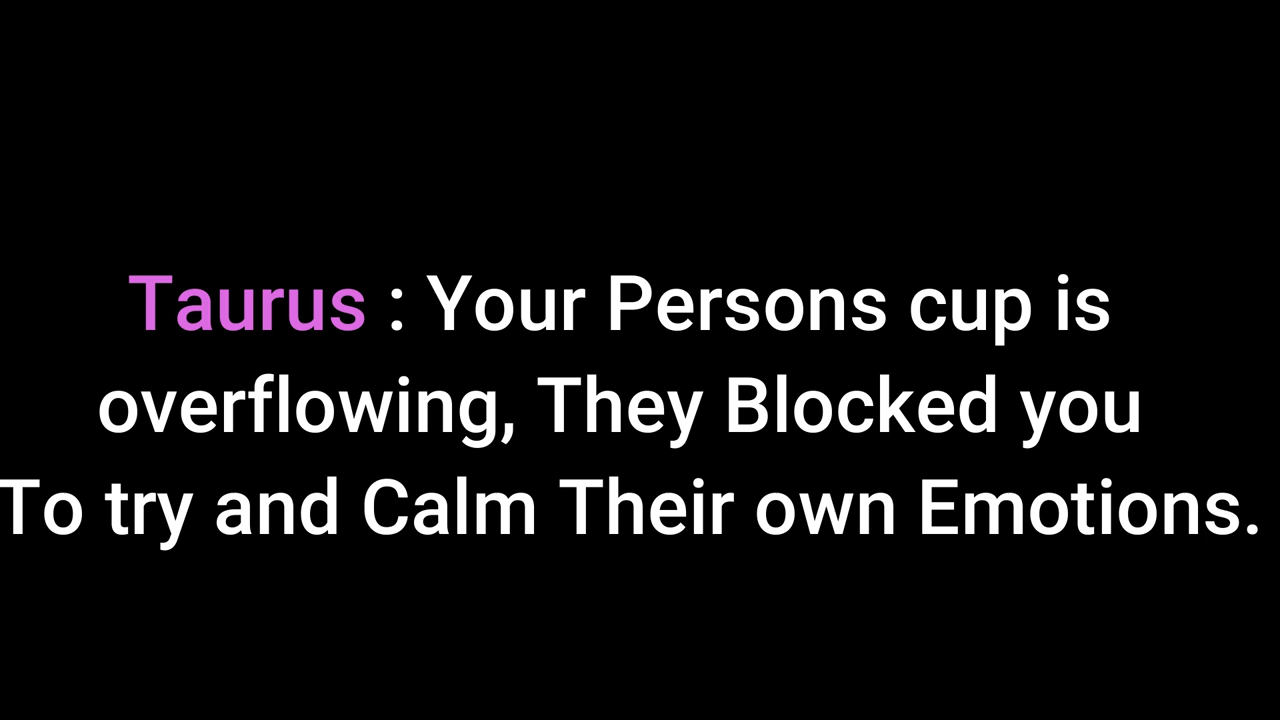 Taurus : Your Persons cup is
overflowing, They Blocked you
To try and Calm Their own Emotions.